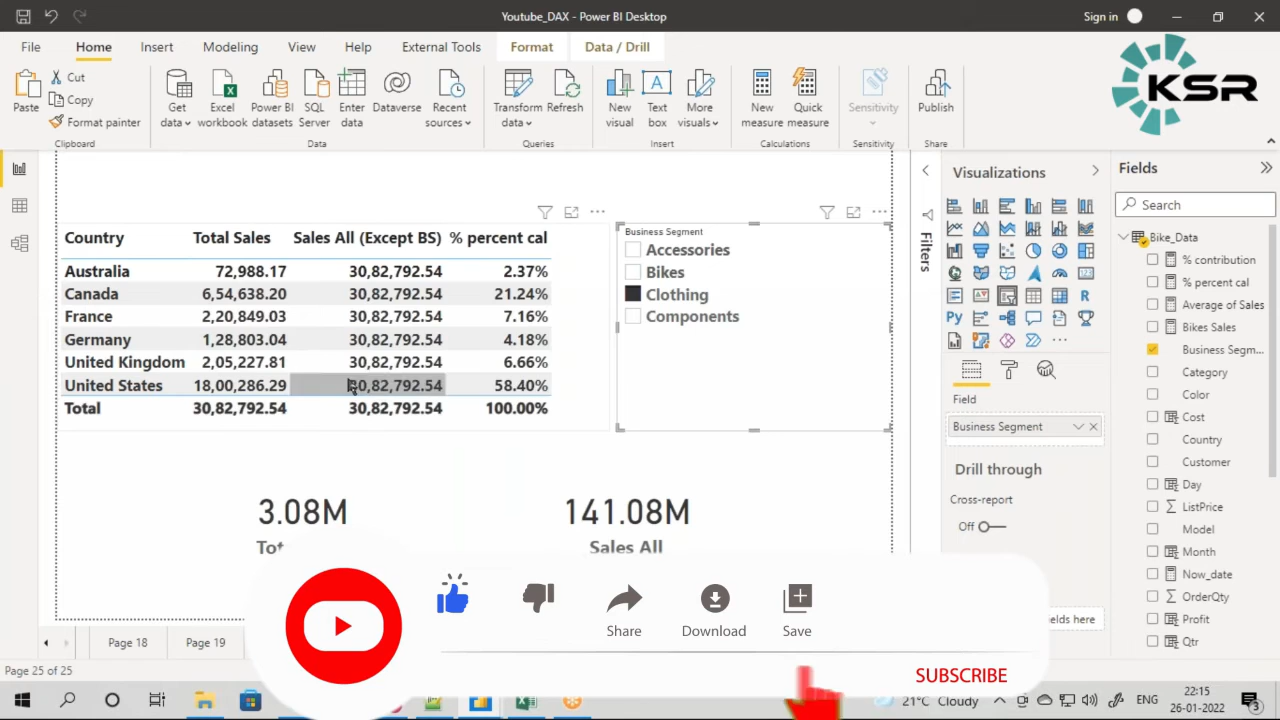 Youtube_DAX - Power BI Desktop
Sign in
File Home Insert Modeling View Help External Tools Format Data / Drill
KSR
Paste
Cut
Copy
Format painter
Get data
Excel workbook
Power BI datasets
SQL Server
Enter data
Dataverse
Recent sources
Transform data
Refresh
New visual
Text box
More visuals
New measure
Quick measure
Sensitivity
Publish
Clipboard Data Queries Insert Calculations Sensitivity Share
Country Total Sales Sales All (Except BS) % percent cal
Australia 72,988.17 30,82,792.54 2.37%
Canada 6,54,638.20 30,82,792.54 21.24%
France 2,20,849.03 30,82,792.54 7.16%
Germany 1,28,803.04 30,82,792.54 4.18%
United Kingdom 2,05,227.81 30,82,792.54 6.66%
United States 18,00,286.29 30,82,792.54 58.40%
Total 30,82,792.54 30,82,792.54 100.00%
Business Segment
Accessories
Bikes
Clothing
Components
3.08M
141.08M
Sales All
Filters
Visualizations
Field
Business Segment
Drill through
Cross-report
Off
Fields
Search
Bike_Data
% contribution
% percent cal
Average of Sales
Bikes Sales
Business Segm...
Category
Color
Cost
Country
Customer
Day
ListPrice
Model
Month
Now_date
OrderQty
Profit
Qtr
Share
Download
Save
SUBSCRIBE
Page 18 Page 19
Page 25 of 25
21°C Cloudy
ENG
22:15
26-01-2022
3